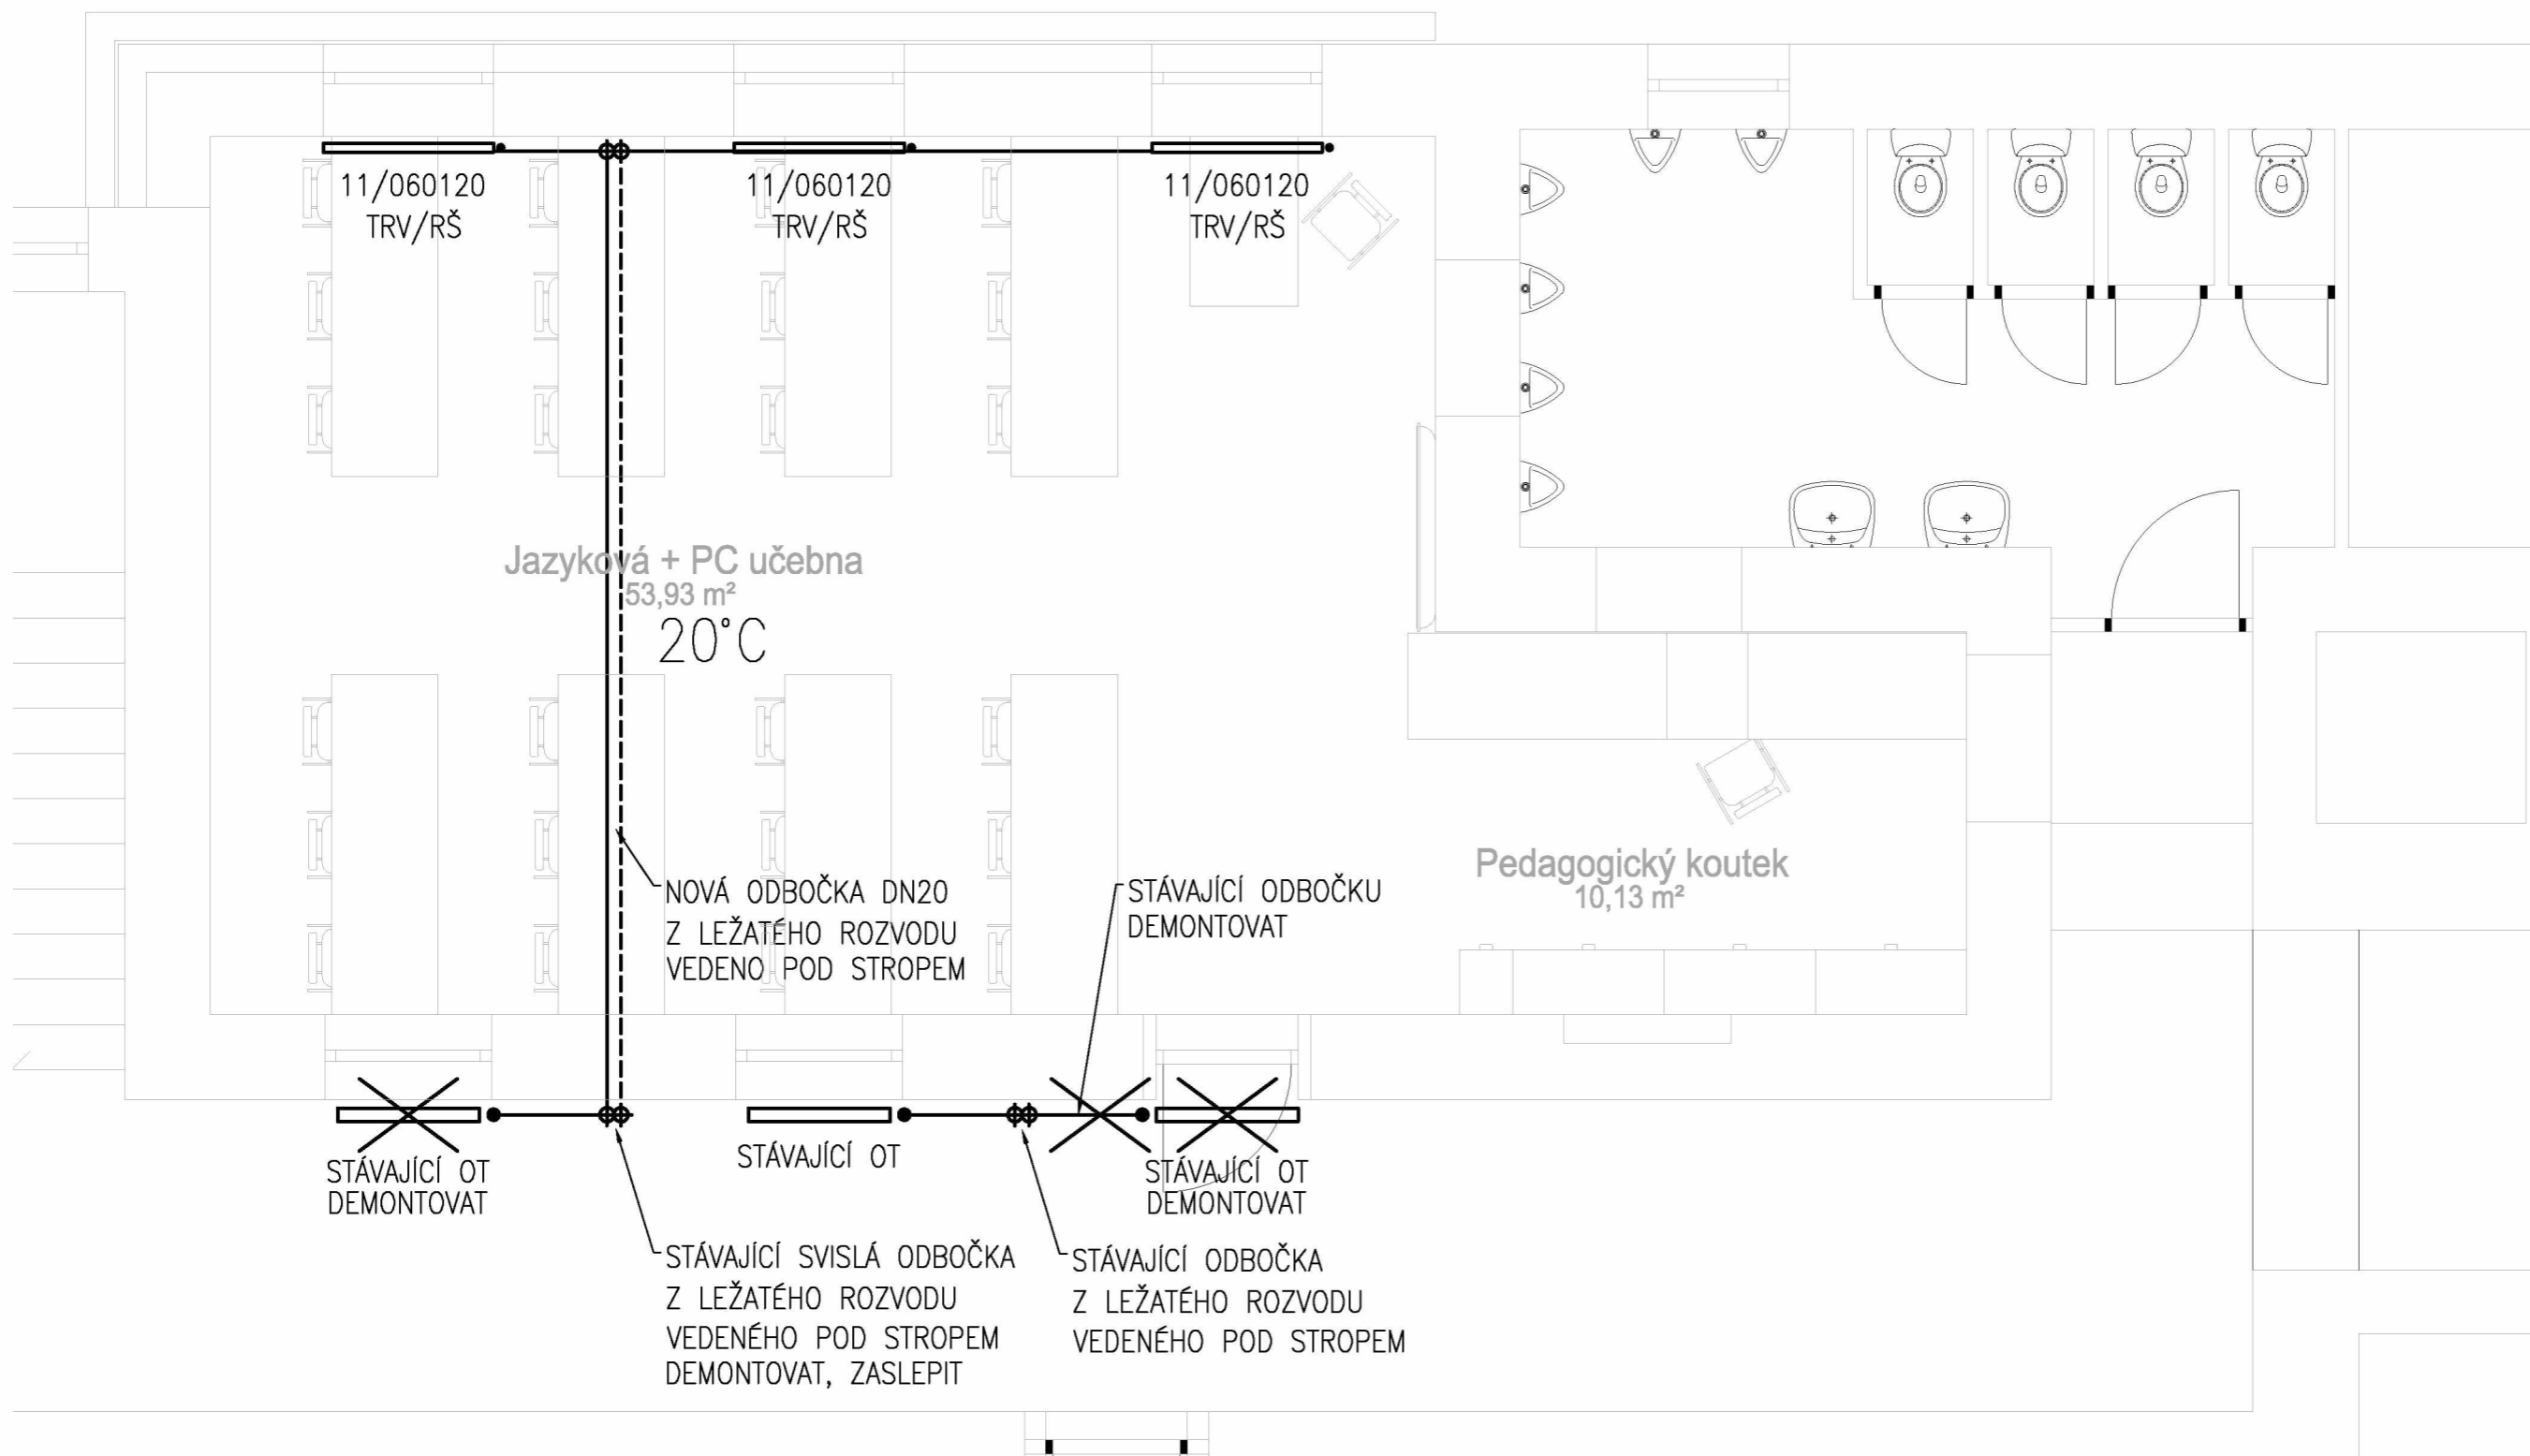 11/060120
TRV/RŠ
11/060120
TRV/RŠ
11/060120
TRV/RŠ
Jazyková + PC učebna
53,93 m²
20°C
NOVÁ ODBOČKA DN20
Z LEŽATÉHO ROZVODU
VEDENO POD STROPEM
STÁVAJÍCÍ ODBOČKU
DEMONTOVAT
Pedagogický koutek
10,13 m²
STÁVAJÍCÍ OT
DEMONTOVAT
STÁVAJÍCÍ OT
STÁVAJÍCÍ OT
DEMONTOVAT
STÁVAJÍCÍ SVISLÁ ODBOČKA
Z LEŽATÉHO ROZVODU
VEDENÉHO POD STROPEM
DEMONTOVAT, ZASLEPIT
STÁVAJÍCÍ ODBOČKA
Z LEŽATÉHO ROZVODU
VEDENÉHO POD STROPEM